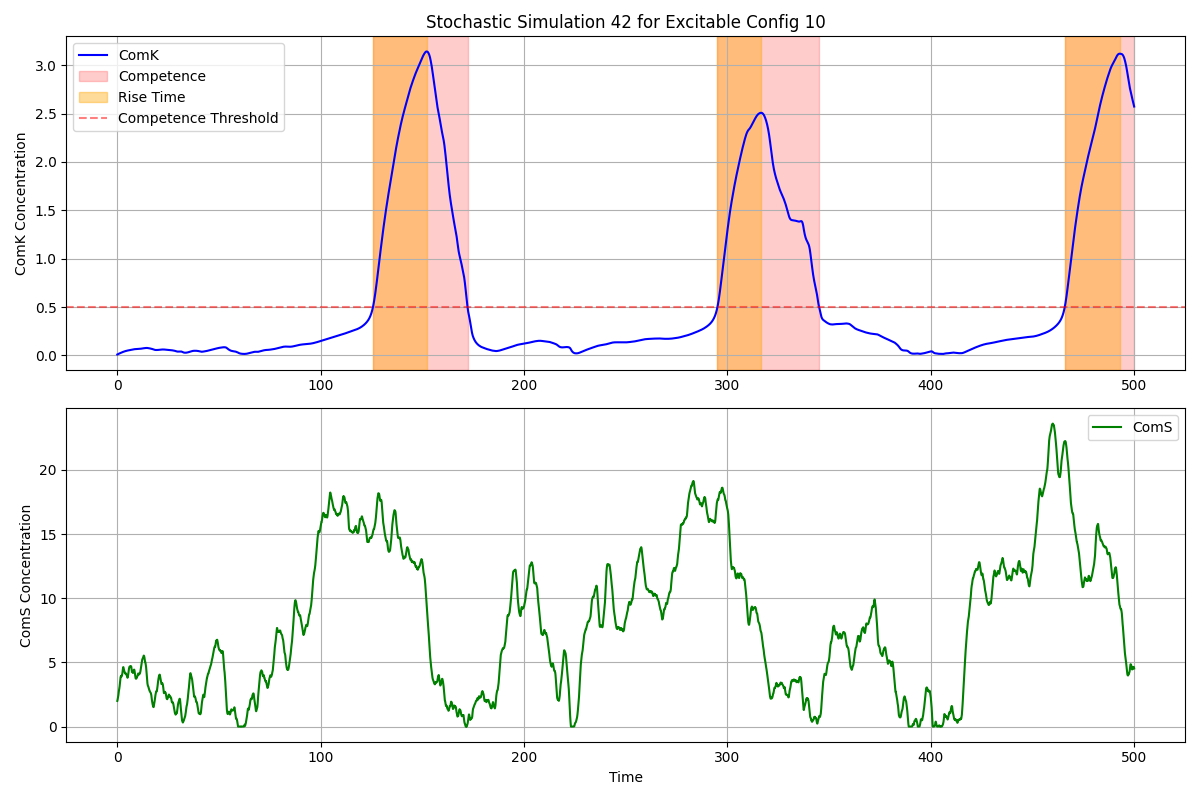 Stochastic Simulation 42 for Excitable Config 10
ComK Concentration
3.0
2.5
2.0
1.5
1.0
0.5
0.0
ComK
Competence
Rise Time
Competence Threshold
0 100 200 300 400 500
ComS Concentration
20
15
10
5
0
ComS
0 100 200 300 400 500
Time